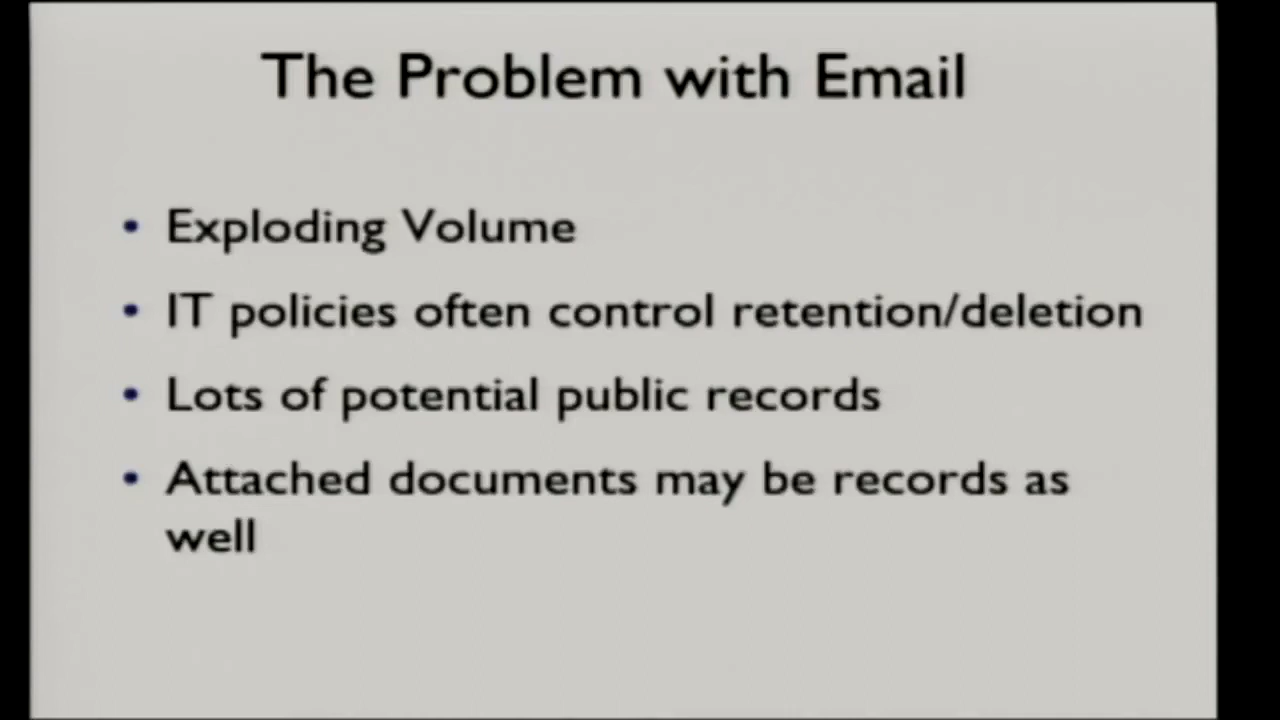 The Problem with Email
• Exploding Volume
• IT policies often control retention/deletion
• Lots of potential public records
• Attached documents may be records as
well